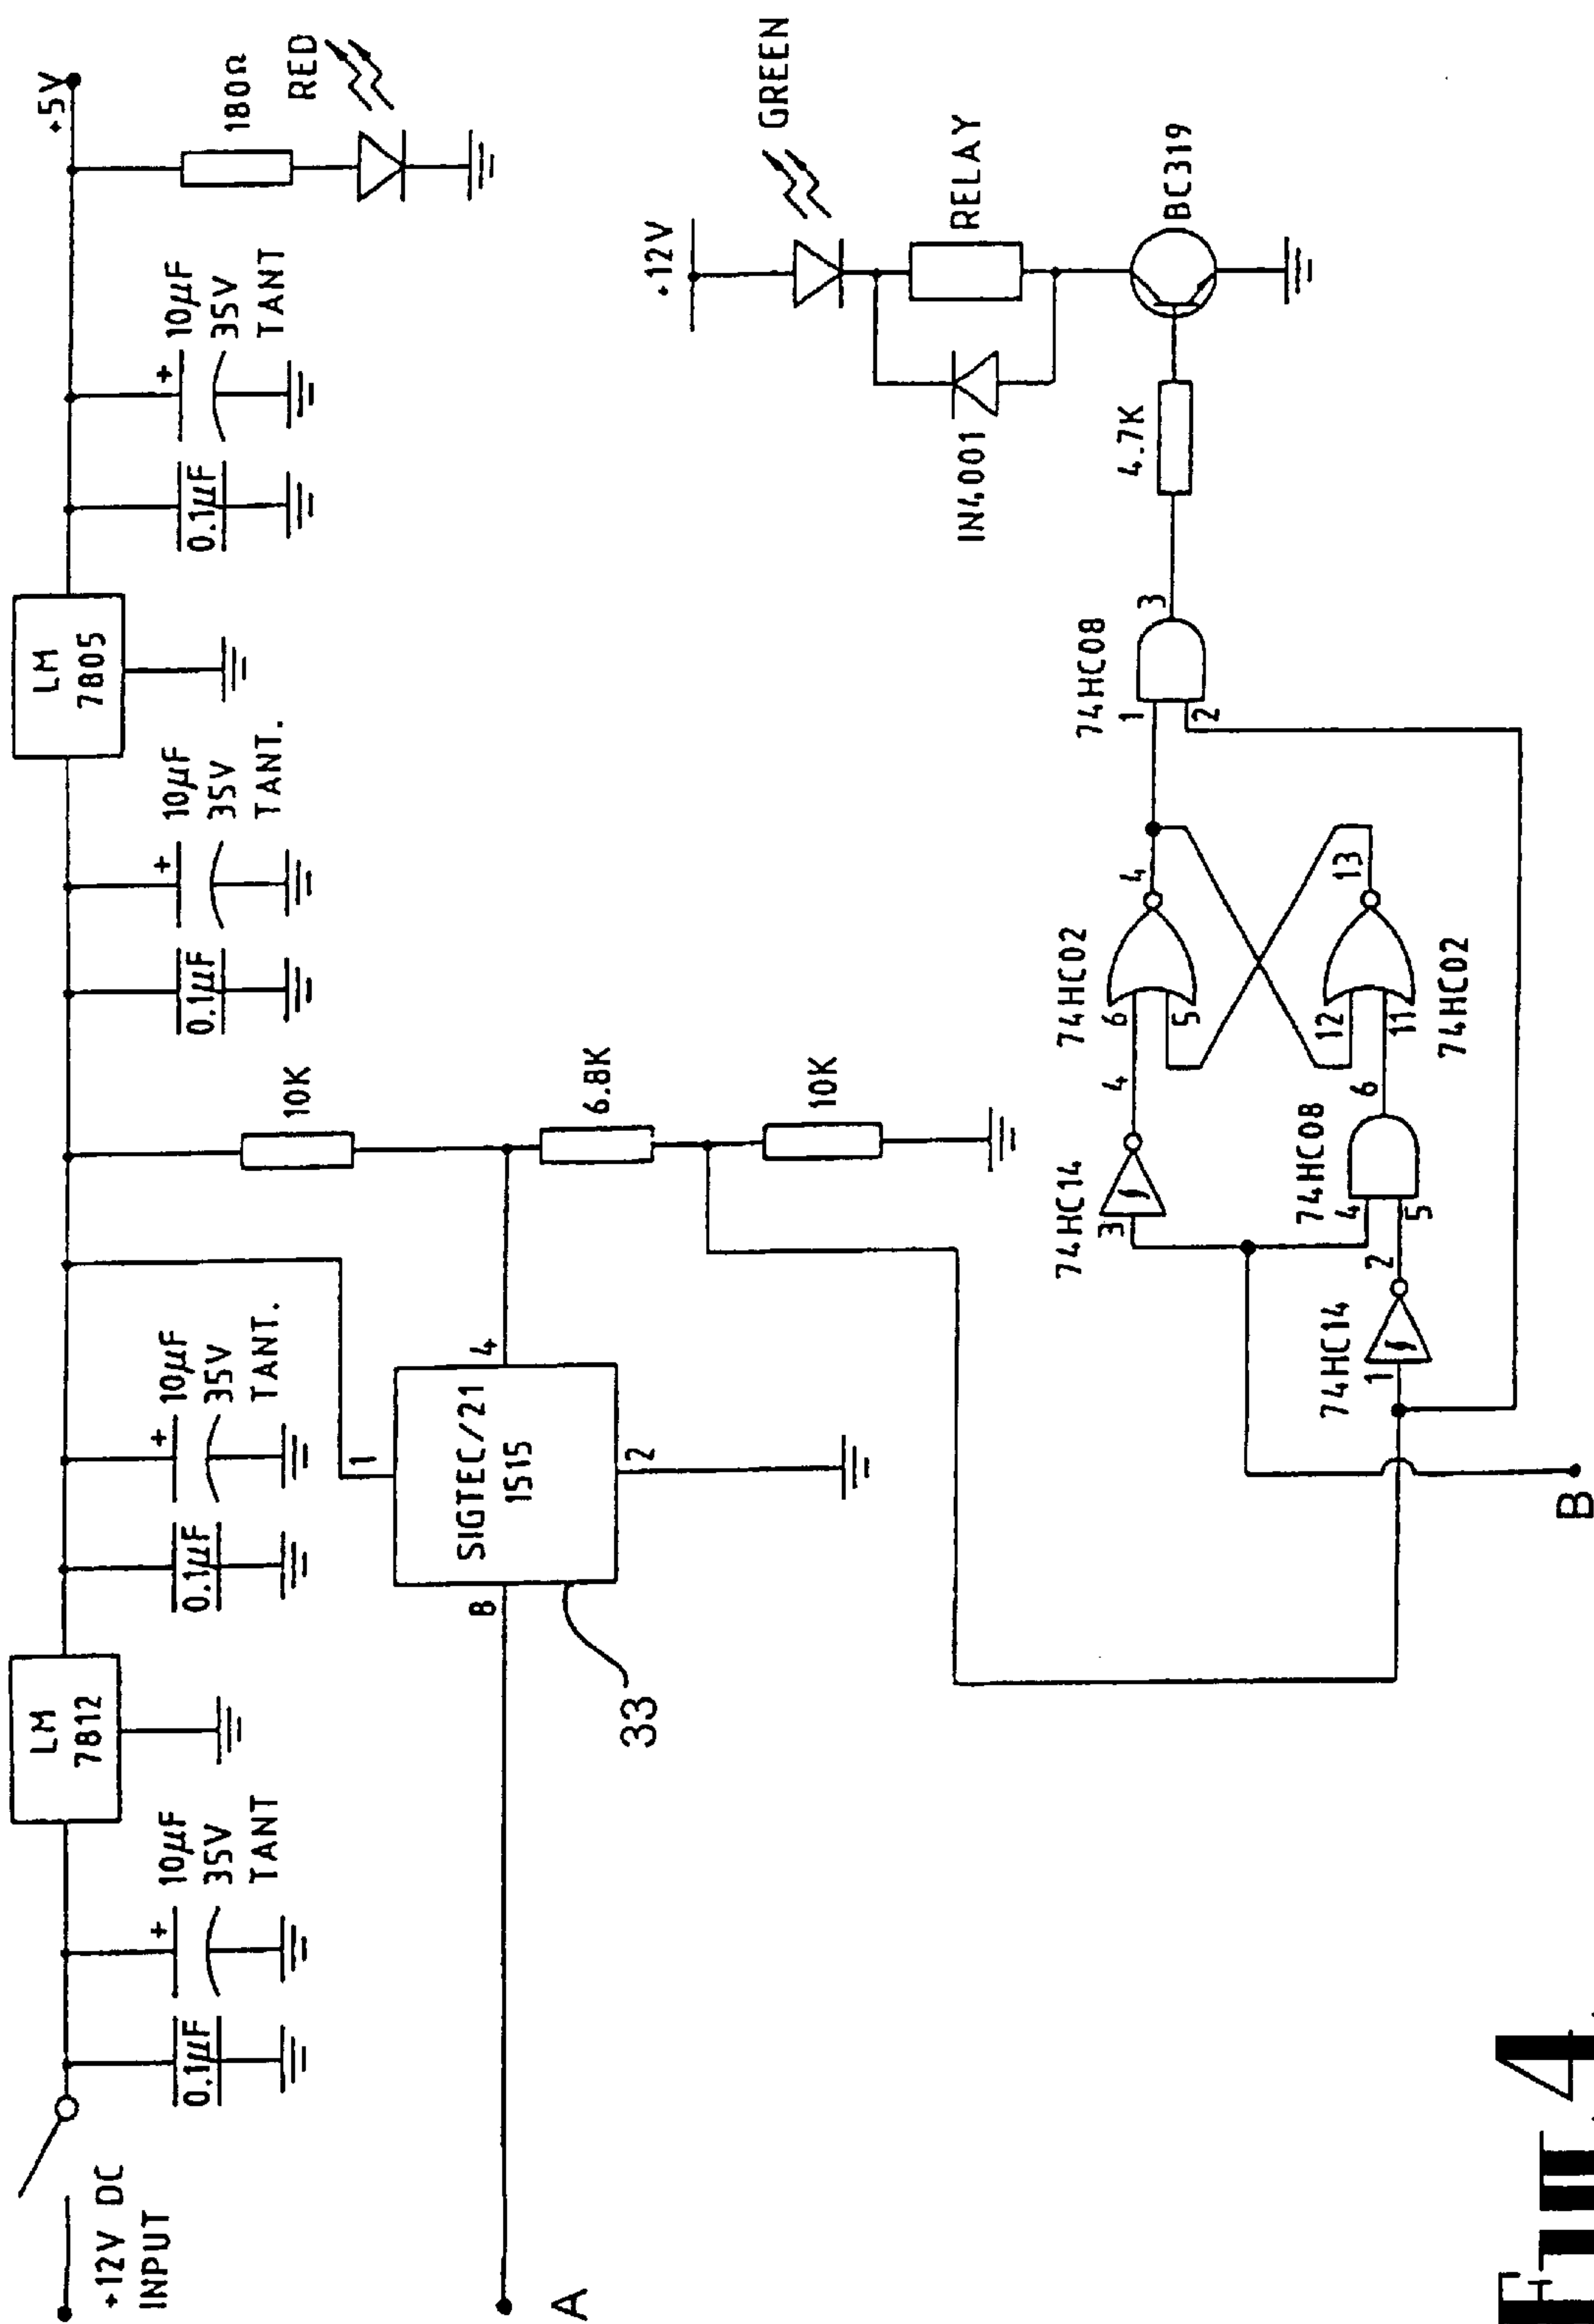 +12V DC
INPUT
0.1µF
10µF
35V
TANT
LM
7812
0.1µF
10µF
35V
TANT.
0.1µF
10µF
35V
TANT.
LM
7805
0.1µF
10µF
35V
TANT
+5V
180Ω
RED
A
8
SIGTEC/21
1515
1
2
4
33
10K
6.8K
10K
B
74HC14
3
4
74HC14
1
2
74HC08
4
5
6
74HC02
6
5
4
12
11
13
74HC02
74HC08
1
2
3
4.7K
IN4001
+12V
GREEN
RELAY
BC319
FIG. 4